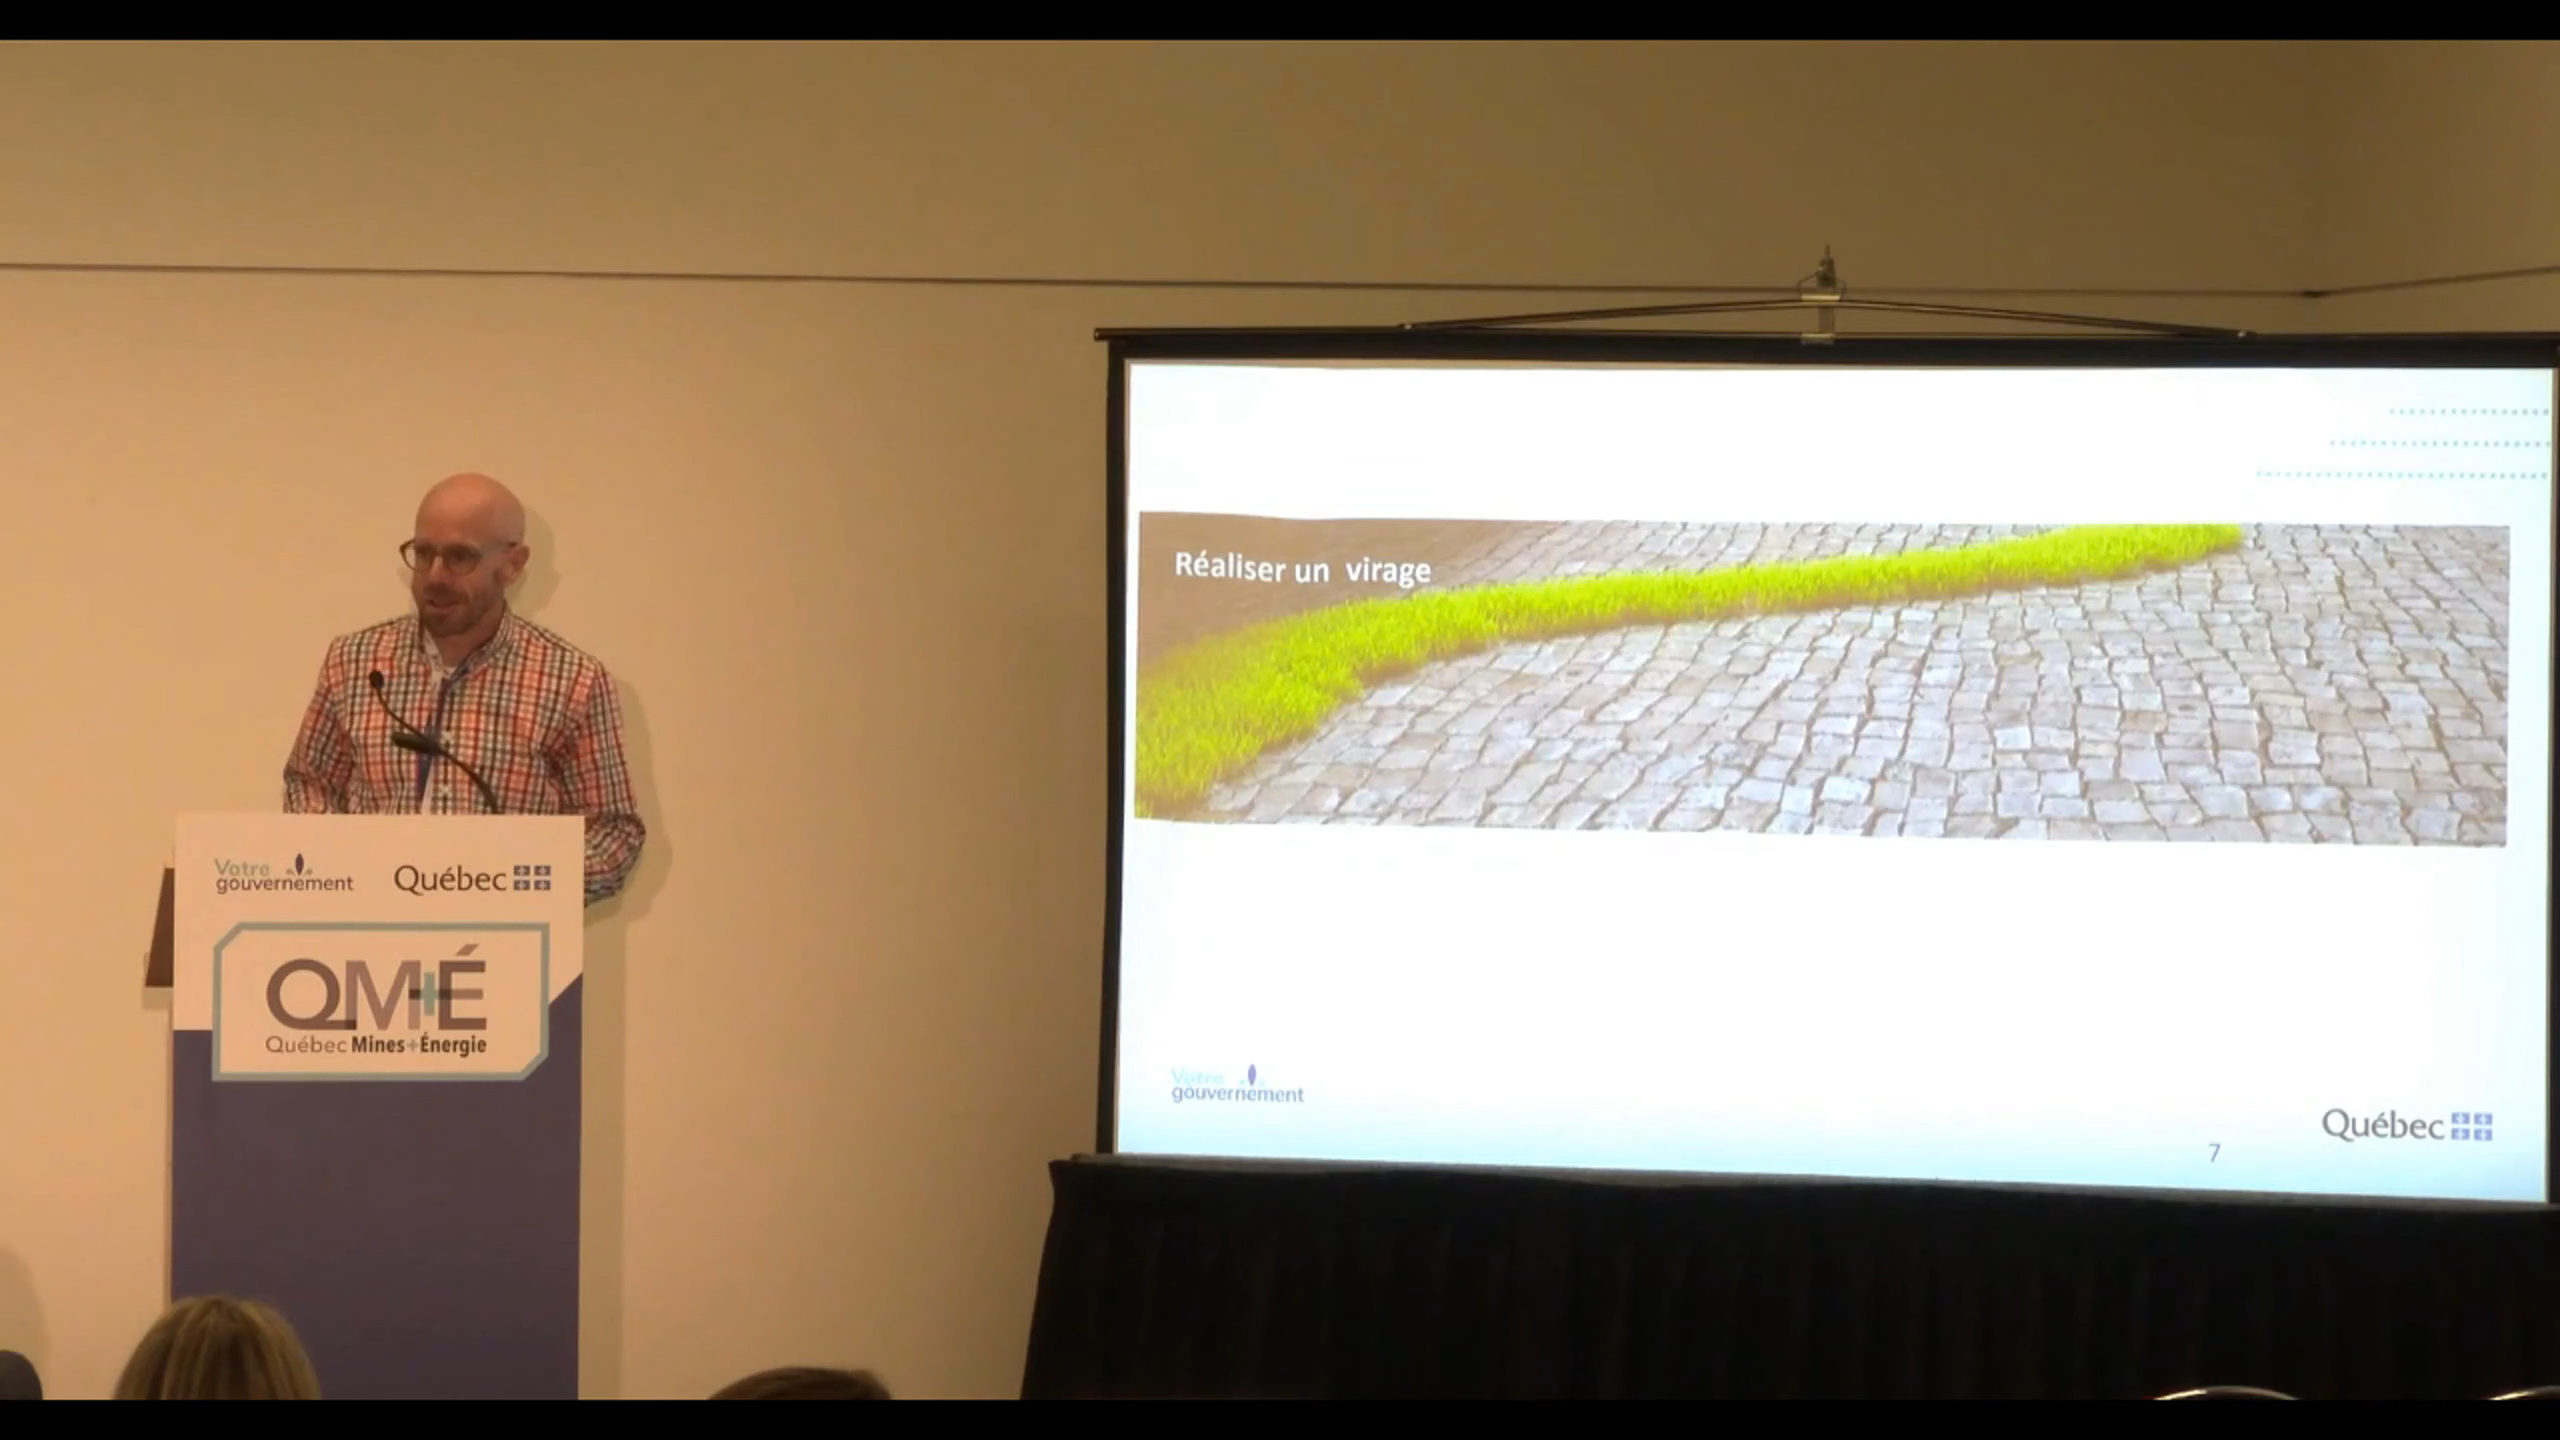 Votre
gouvernement
Québec
QM+É
Québec Mines+Énergie
Réaliser un virage
Votre
gouvernement
Québec
7